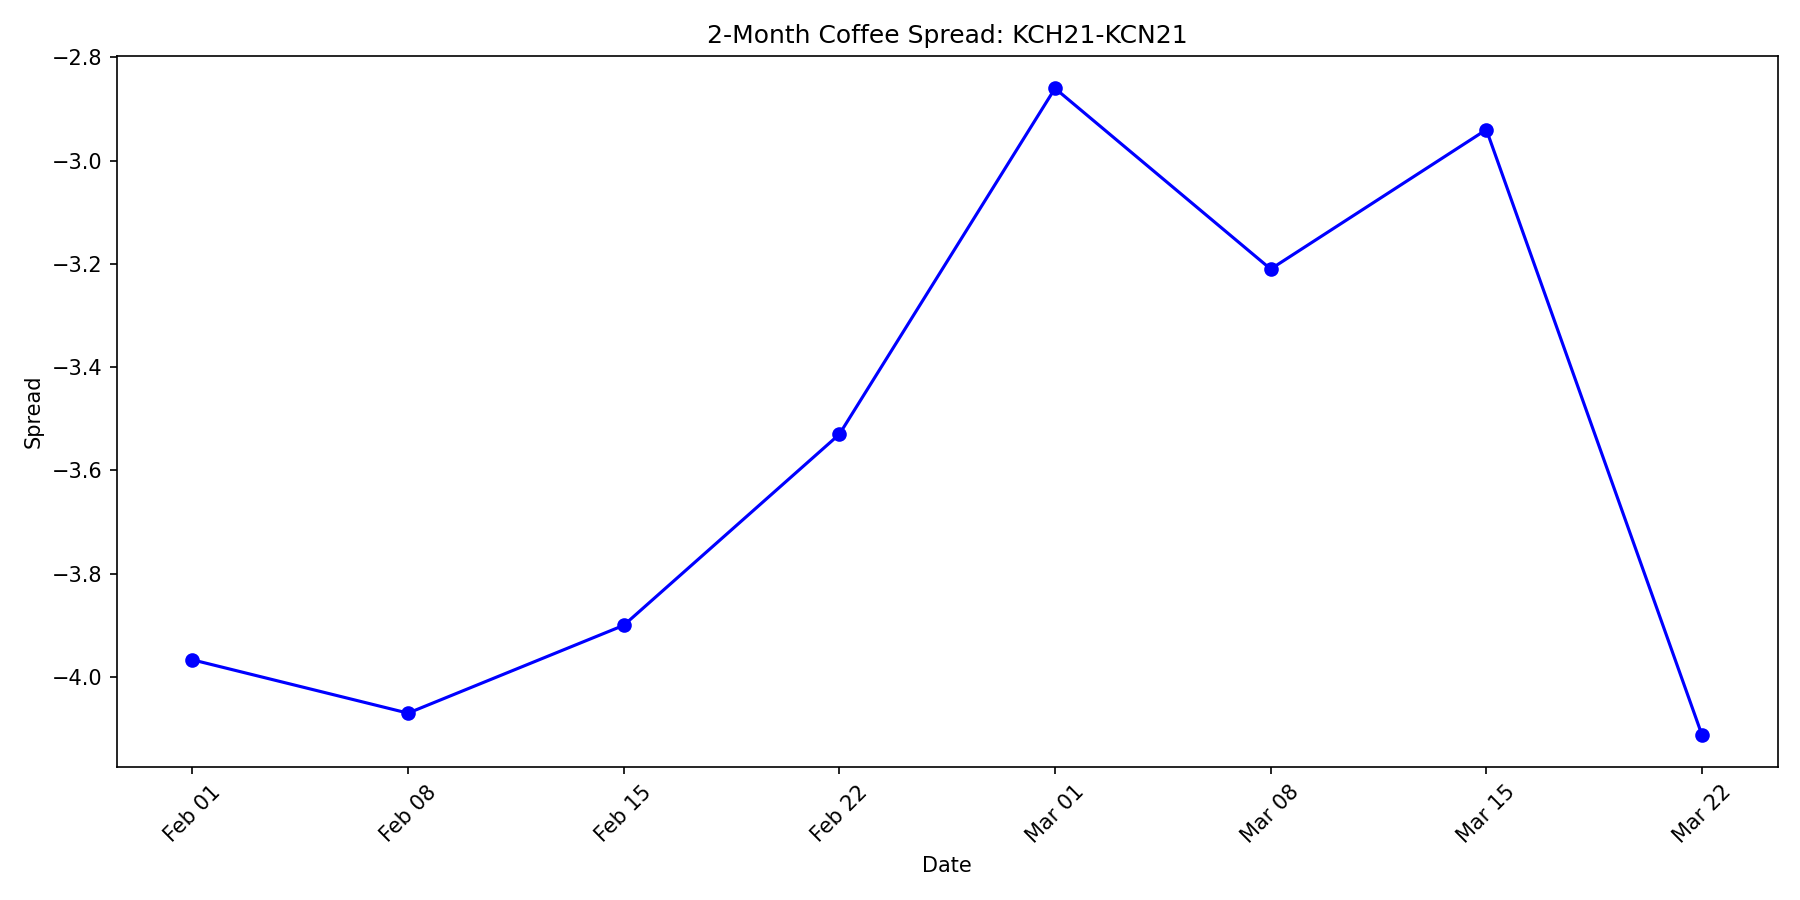 2-Month Coffee Spread: KCH21-KCN21
−2.8
−3.0
−3.2
−3.4
−3.6
−3.8
−4.0
Spread
Feb 01
Feb 08
Feb 15
Feb 22
Mar 01
Mar 08
Mar 15
Mar 22
Date